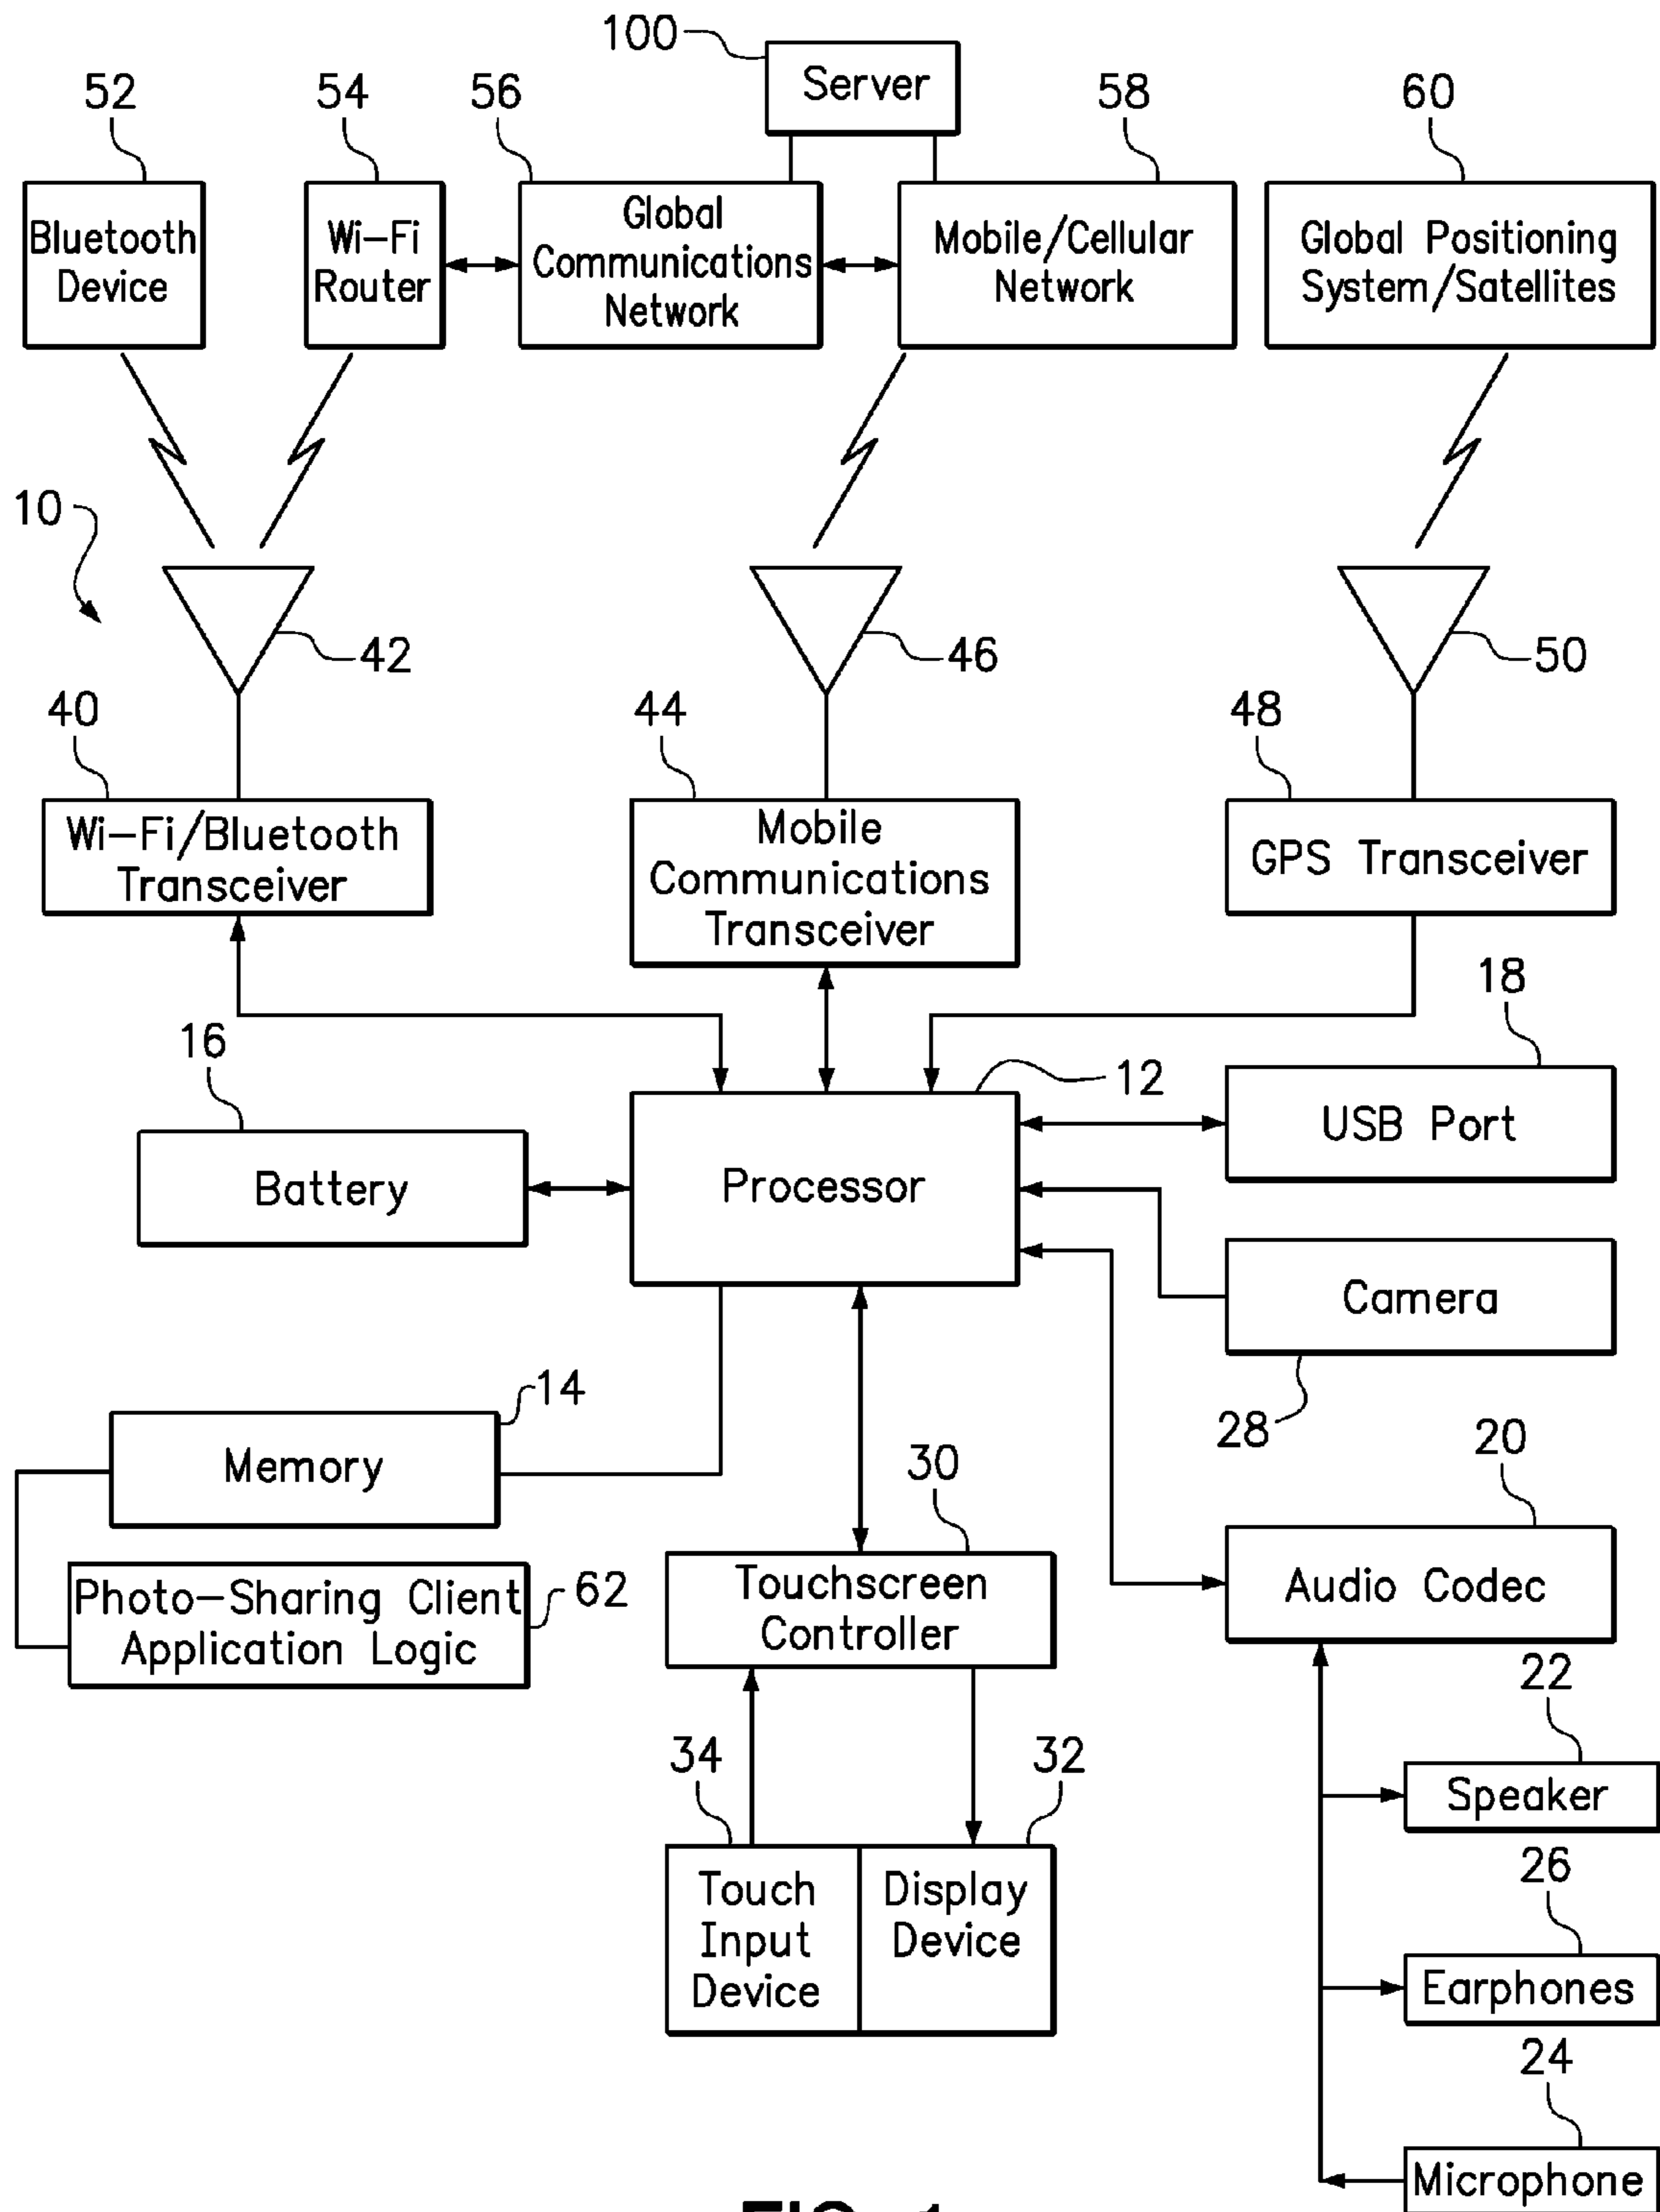 100
Server
52
54
56
58
60
Bluetooth
Device
Wi-Fi
Router
Global
Communications
Network
Mobile/Cellular
Network
Global Positioning
System/Satellites
10
42
46
50
40
44
48
Wi-Fi/Bluetooth
Transceiver
Mobile
Communications
Transceiver
GPS Transceiver
18
16
12
USB Port
Battery
Processor
Camera
14
28
Memory
30
20
Photo-Sharing Client
Application Logic
62
Touchscreen
Controller
Audio Codec
22
34
32
Speaker
26
Touch
Input
Device
Display
Device
Earphones
24
Microphone
FIG. 1